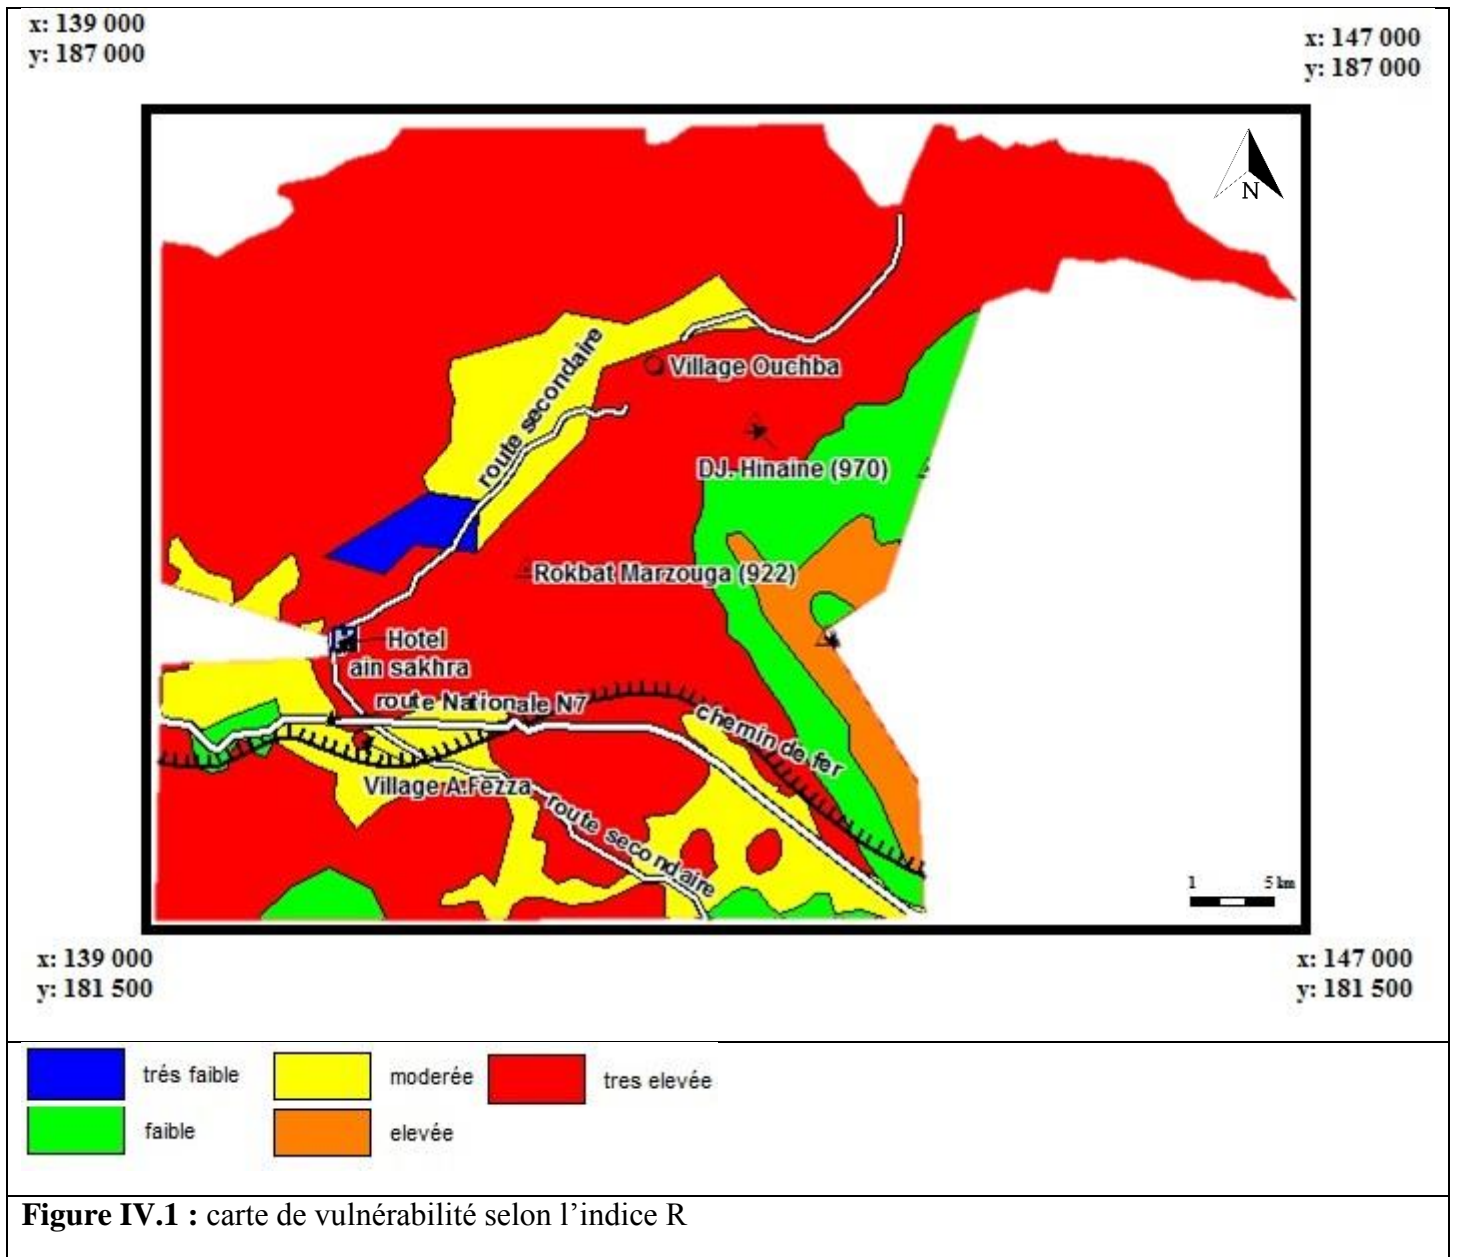 x: 139 000
y: 187 000
x: 147 000
y: 187 000
N
route secondaire
Village Ouchba
DJ. Hinaine (970)
Rokbat Marzouga (922)
Hotel
ain sakhra
route Nationale N7
chemin de fer
Village A.Fezza
route secondaire
1 5 km
x: 139 000
y: 181 500
x: 147 000
y: 181 500
trés faible
moderée
tres elevée
faible
elevée
Figure IV.1 : carte de vulnérabilité selon l’indice R